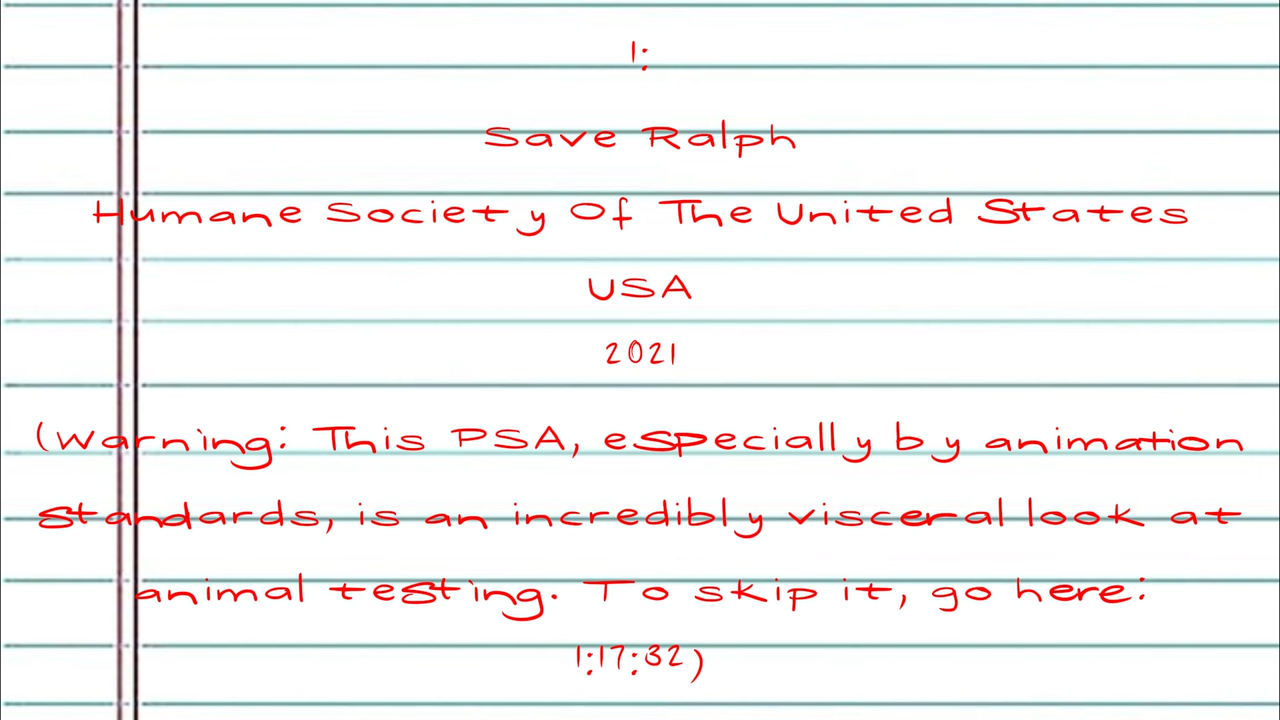 1:
Save Ralph
Humane Society Of The United States
USA
2021
(Warning: This PSA, especially by animation
standards, is an incredibly visceral look at
animal testing. To skip it, go here:
1:17:32)